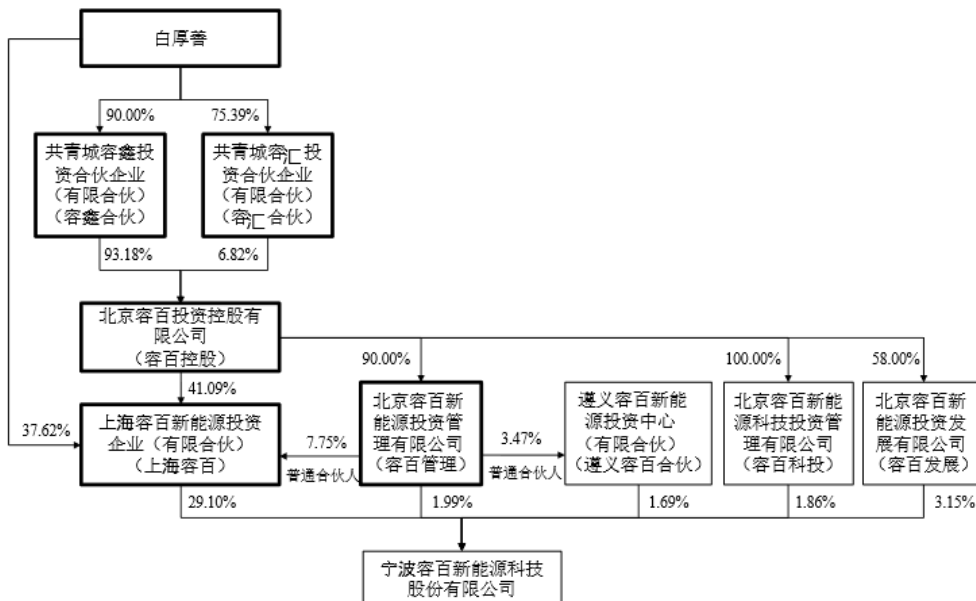 白厚善
90.00%
75.39%
共青城容鑫投
资合伙企业
（有限合伙）
（容鑫合伙）
共青城容汇投
资合伙企业
（有限合伙）
（容汇合伙）
93.18%
6.82%
北京容百投资控股有
限公司
（容百控股）
90.00%
100.00%
58.00%
41.09%
37.62%
上海容百新能源投资
企业（有限合伙）
（上海容百）
7.75%
普通合伙人
北京容百新
能源投资管
理有限公司
（容百管理）
3.47%
普通合伙人
遵义容百新能
源投资中心
（有限合伙）
（遵义容百合伙）
北京容百新能
源科技投资管
理有限公司
（容百科投）
北京容百新
能源投资发
展有限公司
（容百发展）
29.10%
1.99%
1.69%
1.86%
3.15%
宁波容百新能源科技
股份有限公司